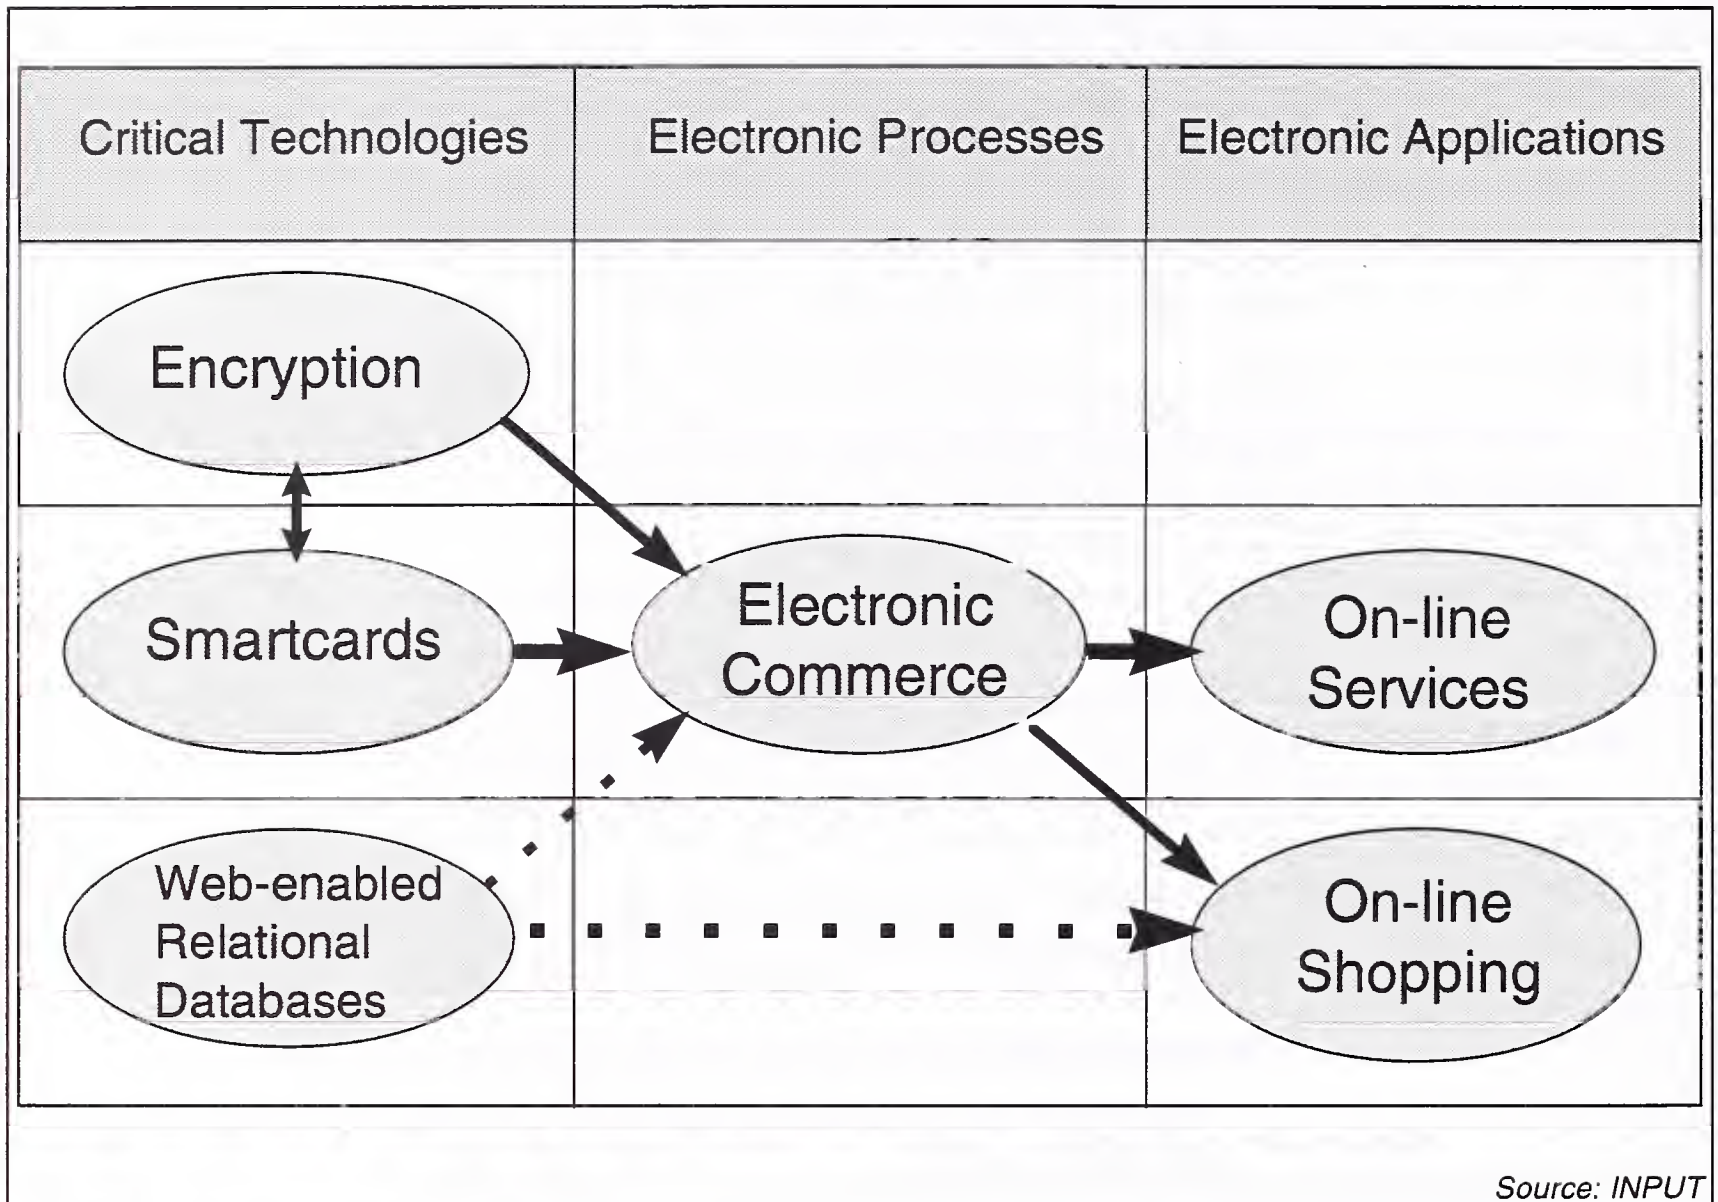 Critical Technologies
Electronic Processes
Electronic Applications
Encryption
Smartcards
Electronic
Commerce
On-line
Services
Web-enabled
Relational
Databases
On-line
Shopping
Source: INPUT